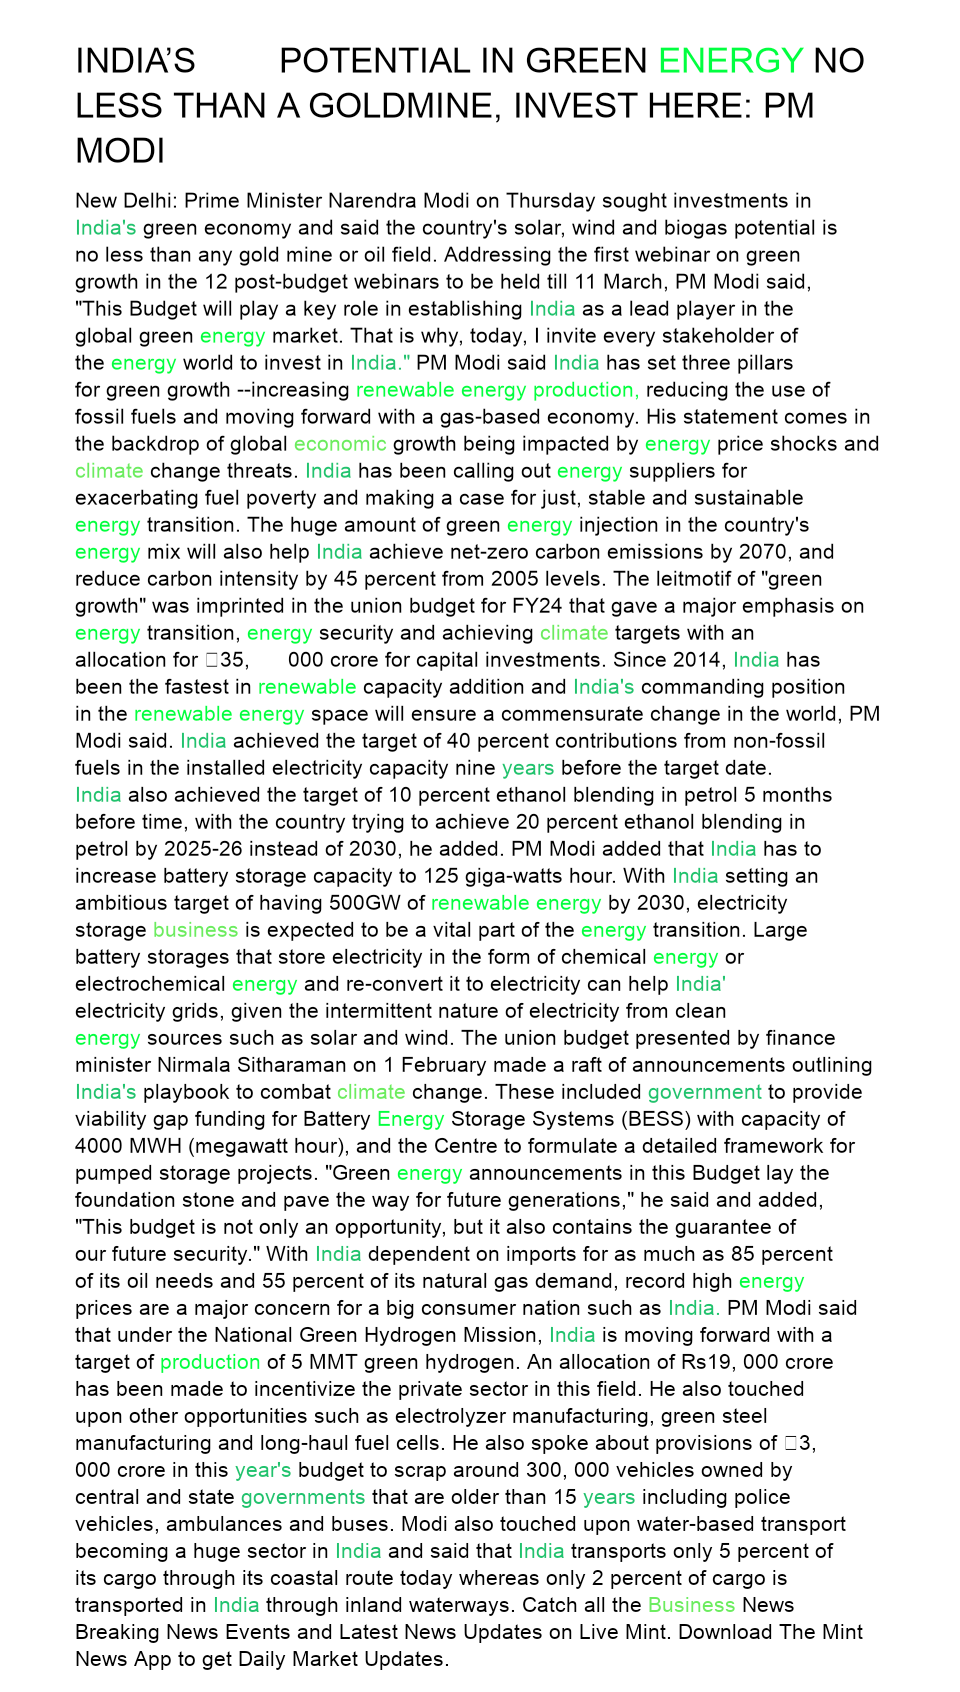 INDIA’S POTENTIAL IN GREEN ENERGY NO
LESS THAN A GOLDMINE, INVEST HERE: PM
MODI
New Delhi: Prime Minister Narendra Modi on Thursday sought investments in
India's green economy and said the country's solar, wind and biogas potential is
no less than any gold mine or oil field. Addressing the first webinar on green
growth in the 12 post-budget webinars to be held till 11 March, PM Modi said,
"This Budget will play a key role in establishing India as a lead player in the
global green energy market. That is why, today, I invite every stakeholder of
the energy world to invest in India." PM Modi said India has set three pillars
for green growth --increasing renewable energy production, reducing the use of
fossil fuels and moving forward with a gas-based economy. His statement comes in
the backdrop of global economic growth being impacted by energy price shocks and
climate change threats. India has been calling out energy suppliers for
exacerbating fuel poverty and making a case for just, stable and sustainable
energy transition. The huge amount of green energy injection in the country's
energy mix will also help India achieve net-zero carbon emissions by 2070, and
reduce carbon intensity by 45 percent from 2005 levels. The leitmotif of "green
growth" was imprinted in the union budget for FY24 that gave a major emphasis on
energy transition, energy security and achieving climate targets with an
allocation for □35, 000 crore for capital investments. Since 2014, India has
been the fastest in renewable capacity addition and India's commanding position
in the renewable energy space will ensure a commensurate change in the world, PM
Modi said. India achieved the target of 40 percent contributions from non-fossil
fuels in the installed electricity capacity nine years before the target date.
India also achieved the target of 10 percent ethanol blending in petrol 5 months
before time, with the country trying to achieve 20 percent ethanol blending in
petrol by 2025-26 instead of 2030, he added. PM Modi added that India has to
increase battery storage capacity to 125 giga-watts hour. With India setting an
ambitious target of having 500GW of renewable energy by 2030, electricity
storage business is expected to be a vital part of the energy transition. Large
battery storages that store electricity in the form of chemical energy or
electrochemical energy and re-convert it to electricity can help India'
electricity grids, given the intermittent nature of electricity from clean
energy sources such as solar and wind. The union budget presented by finance
minister Nirmala Sitharaman on 1 February made a raft of announcements outlining
India's playbook to combat climate change. These included government to provide
viability gap funding for Battery Energy Storage Systems (BESS) with capacity of
4000 MWH (megawatt hour), and the Centre to formulate a detailed framework for
pumped storage projects. "Green energy announcements in this Budget lay the
foundation stone and pave the way for future generations," he said and added,
"This budget is not only an opportunity, but it also contains the guarantee of
our future security." With India dependent on imports for as much as 85 percent
of its oil needs and 55 percent of its natural gas demand, record high energy
prices are a major concern for a big consumer nation such as India. PM Modi said
that under the National Green Hydrogen Mission, India is moving forward with a
target of production of 5 MMT green hydrogen. An allocation of Rs19, 000 crore
has been made to incentivize the private sector in this field. He also touched
upon other opportunities such as electrolyzer manufacturing, green steel
manufacturing and long-haul fuel cells. He also spoke about provisions of □3,
000 crore in this year's budget to scrap around 300, 000 vehicles owned by
central and state governments that are older than 15 years including police
vehicles, ambulances and buses. Modi also touched upon water-based transport
becoming a huge sector in India and said that India transports only 5 percent of
its cargo through its coastal route today whereas only 2 percent of cargo is
transported in India through inland waterways. Catch all the Business News
Breaking News Events and Latest News Updates on Live Mint. Download The Mint
News App to get Daily Market Updates.